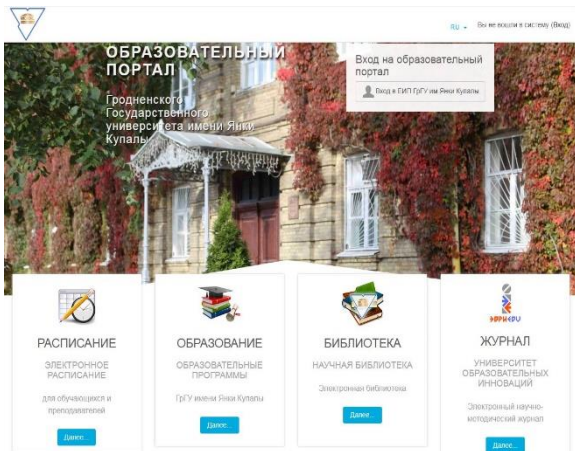 RU
Вы не вошли в систему (Вход)
ОБРАЗОВАТЕЛЬНЫЙ
ПОРТАЛ
Гродненского
Государственного
университета имени Янки
Купалы
Вход на образовательный
портал
Вход в ЕИП ГрГУ им Янки Купалы
РАСПИСАНИЕ
ЭЛЕКТРОННОЕ
РАСПИСАНИЕ
для обучающихся и
преподавателей
Далее...
ОБРАЗОВАНИЕ
ОБРАЗОВАТЕЛЬНЫЕ
ПРОГРАММЫ
ГрГУ имени Янки Купалы
Далее...
БИБЛИОТЕКА
НАУЧНАЯ БИБЛИОТЕКА
Электронная библиотека
Далее...
ЖУРНАЛ
УНИВЕРСИТЕТ
ОБРАЗОВАТЕЛЬНЫХ
ИННОВАЦИЙ
Электронный научно-
методический журнал
Далее...